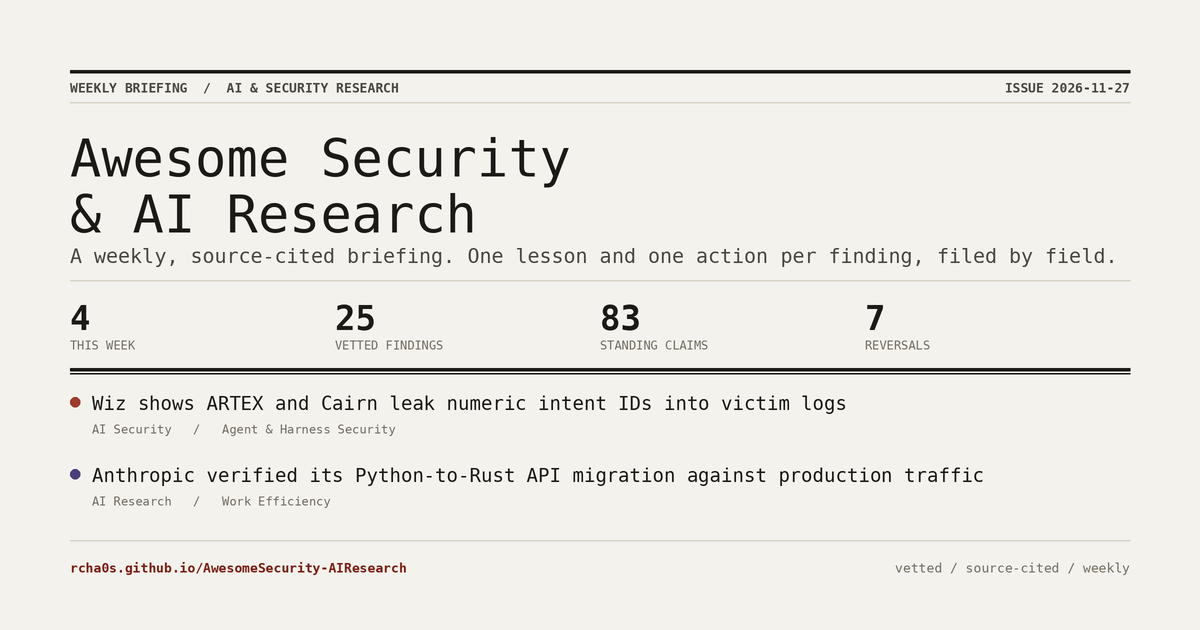 WEEKLY BRIEFING / AI & SECURITY RESEARCH
ISSUE 2026-11-27
Awesome Security
& AI Research
A weekly, source-cited briefing. One lesson and one action per finding, filed by field.
4
THIS WEEK
25
VETTED FINDINGS
83
STANDING CLAIMS
7
REVERSALS
Wiz shows ARTEX and Cairn leak numeric intent IDs into victim logs
AI Security / Agent & Harness Security
Anthropic verified its Python-to-Rust API migration against production traffic
AI Research / Work Efficiency
rcha0s.github.io/AwesomeSecurity-AIResearch
vetted / source-cited / weekly